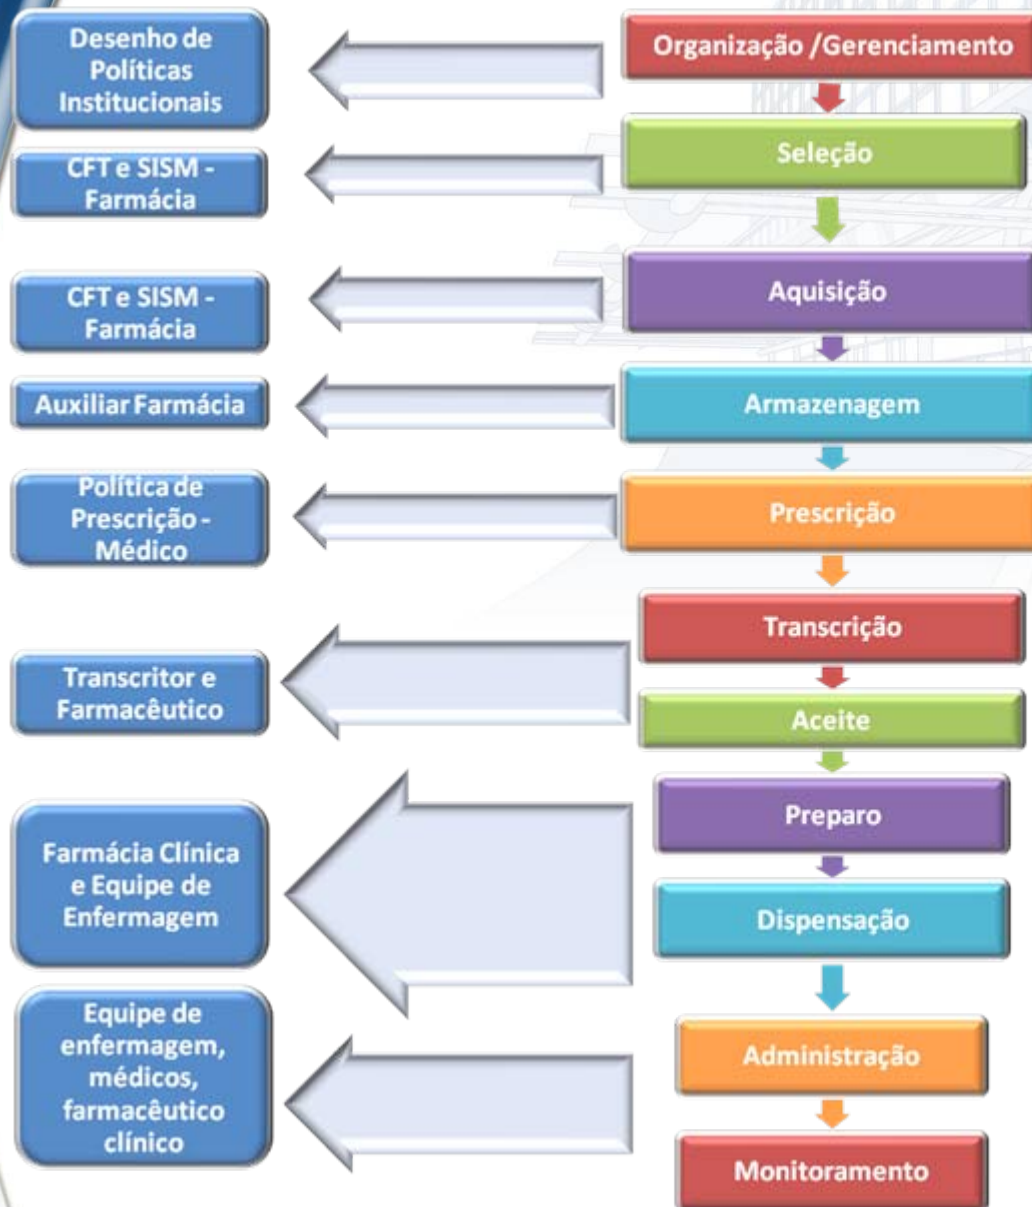 Desenho de
Políticas
Institucionais
Organização /Gerenciamento
CFT e SISM -
Farmácia
Seleção
CFT e SISM -
Farmácia
Aquisição
Auxiliar Farmácia
Armazenagem
Política de
Prescrição -
Médico
Prescrição
Transcritor e
Farmacêutico
Transcrição
Aceite
Farmácia Clínica
e Equipe de
Enfermagem
Preparo
Dispensação
Equipe de
enfermagem,
médicos,
farmacêutico
clínico
Administração
Monitoramento